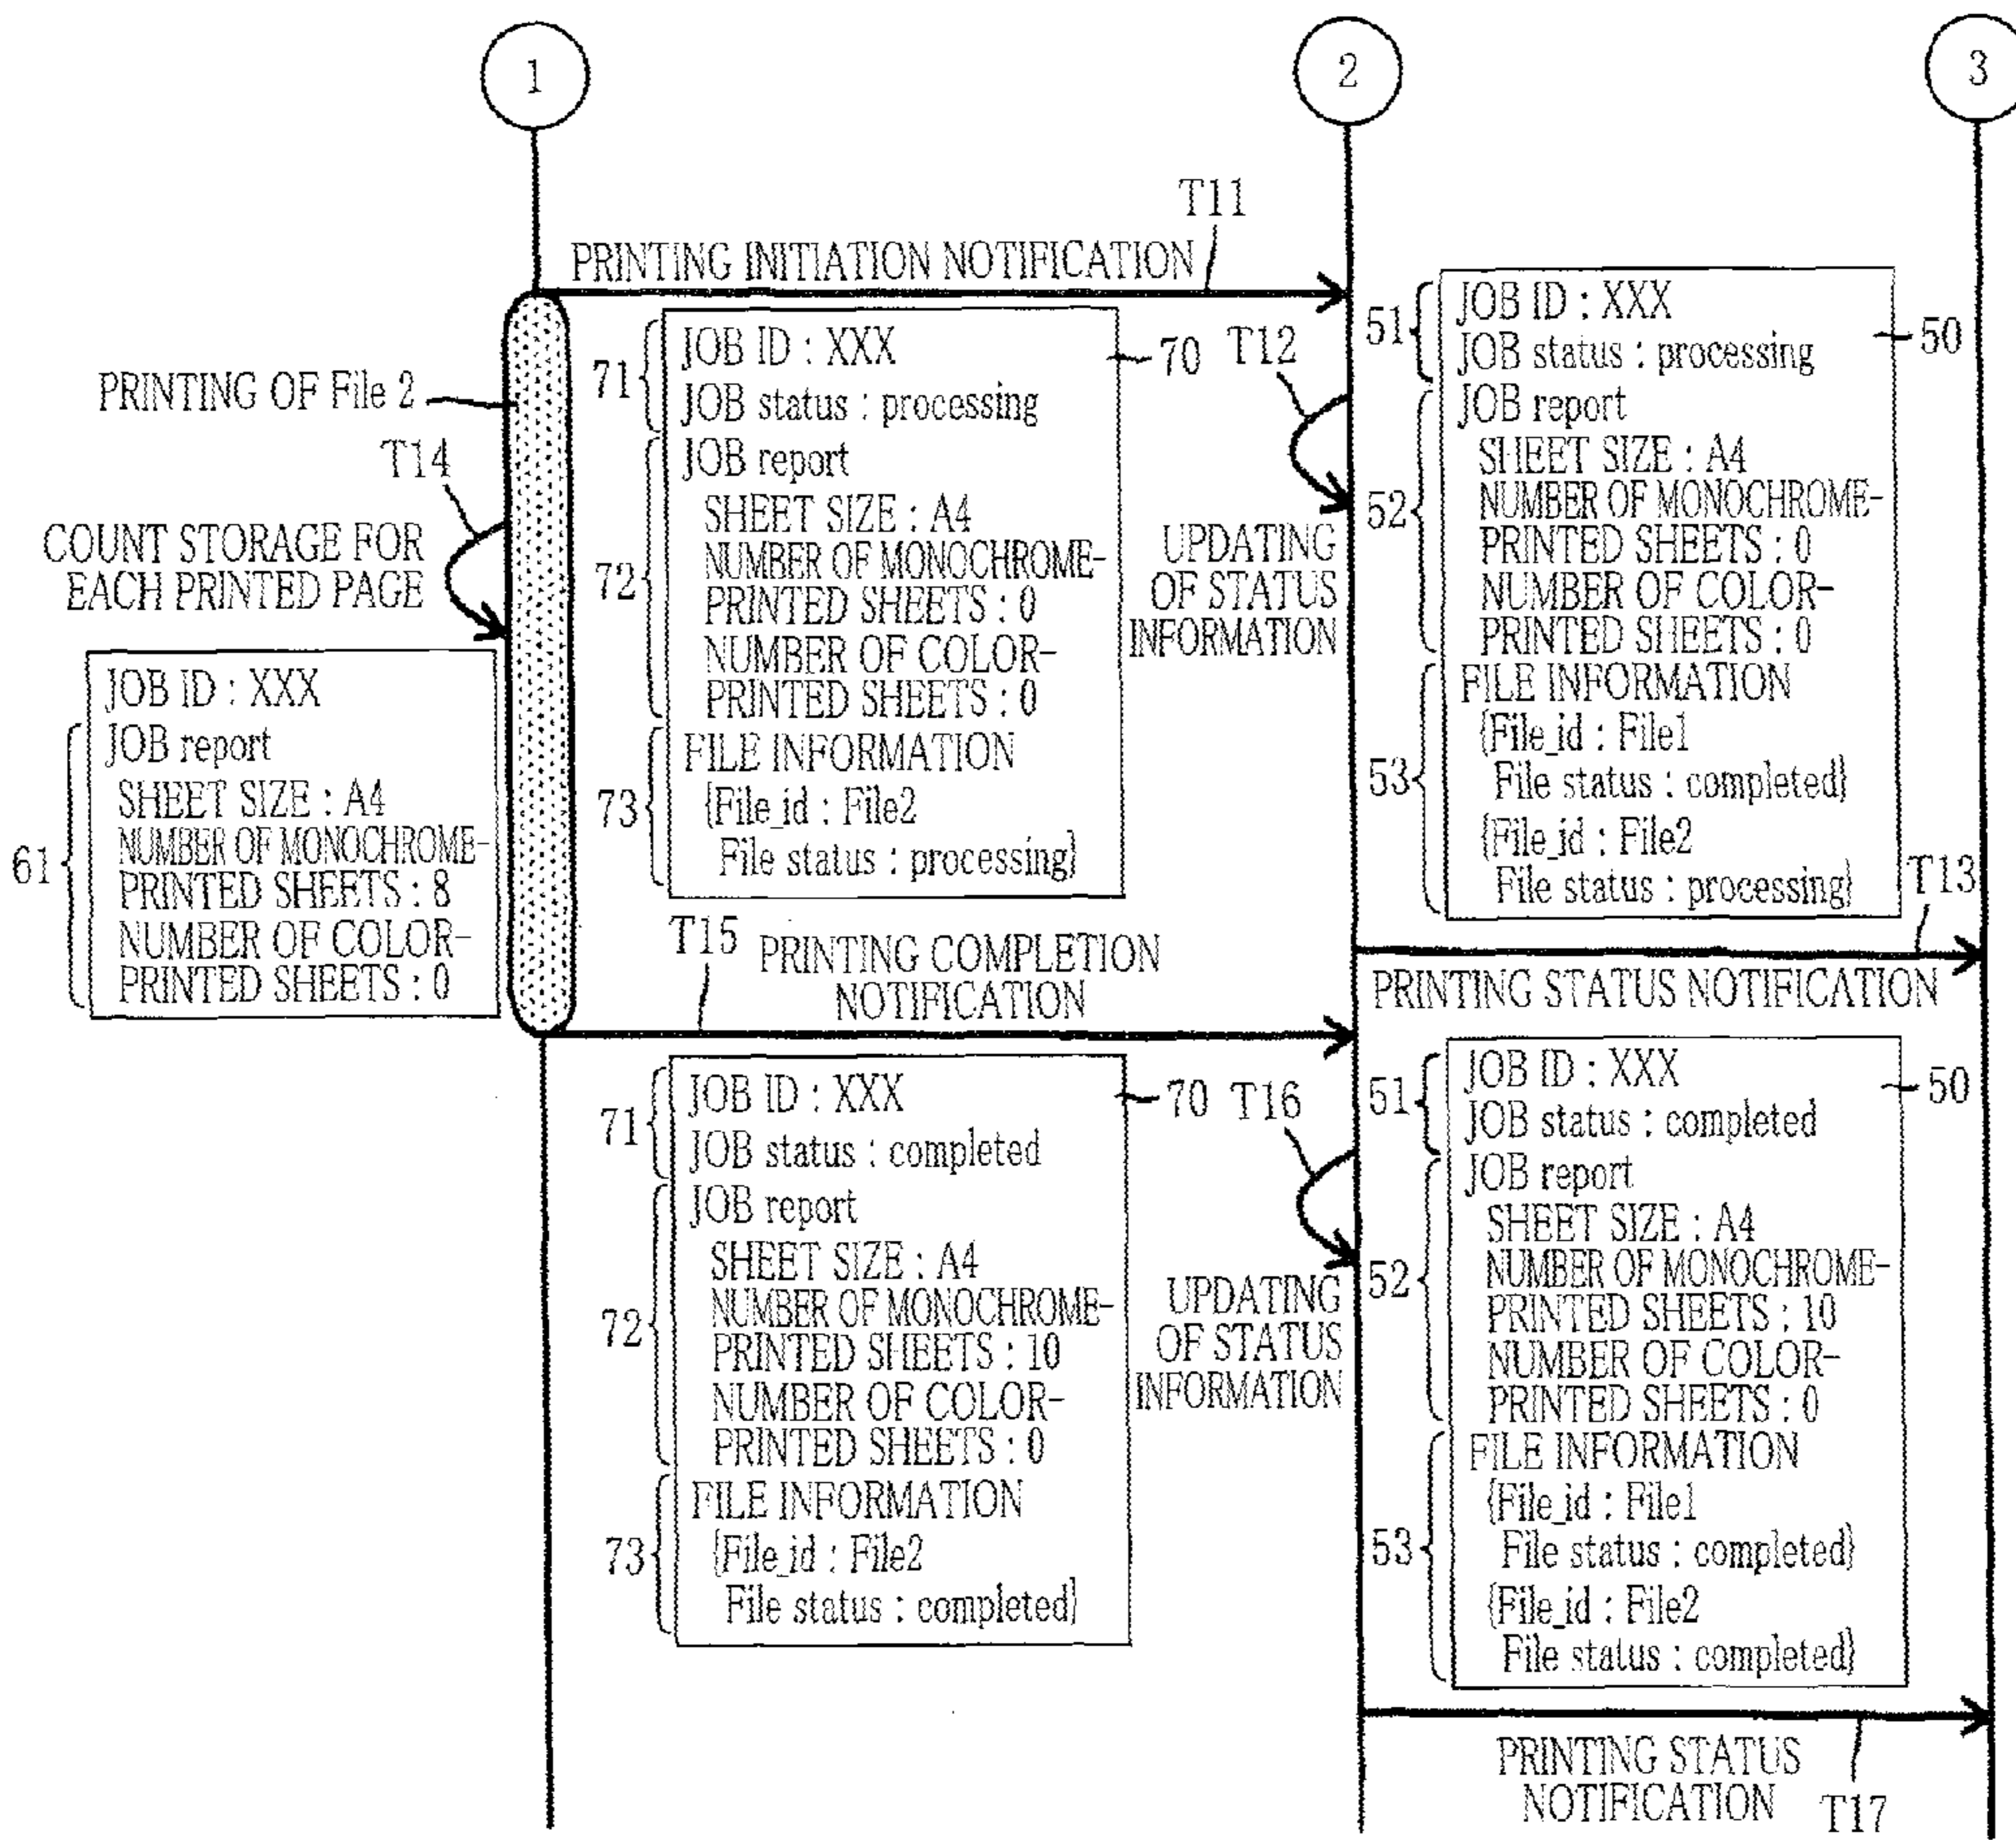 1
2
3
T11
PRINTING INITIATION NOTIFICATION
PRINTING OF File 2
T14
COUNT STORAGE FOR
EACH PRINTED PAGE
JOB ID : XXX
JOB report
SHEET SIZE : A4
NUMBER OF MONOCHROME-
PRINTED SHEETS : 8
NUMBER OF COLOR-
PRINTED SHEETS : 0
61
71
72
73
JOB ID : XXX
JOB status : processing
JOB report
SHEET SIZE : A4
NUMBER OF MONOCHROME-
PRINTED SHEETS : 0
NUMBER OF COLOR-
PRINTED SHEETS : 0
FILE INFORMATION
{File_id : File2
File status : processing}
70
T12
UPDATING
OF STATUS
INFORMATION
51
52
53
JOB ID : XXX
JOB status : processing
JOB report
SHEET SIZE : A4
NUMBER OF MONOCHROME-
PRINTED SHEETS : 0
NUMBER OF COLOR-
PRINTED SHEETS : 0
FILE INFORMATION
{File_id : File1
File status : completed}
{File_id : File2
File status : processing}
50
T13
PRINTING STATUS NOTIFICATION
T15
PRINTING COMPLETION
NOTIFICATION
71
72
73
JOB ID : XXX
JOB status : completed
JOB report
SHEET SIZE : A4
NUMBER OF MONOCHROME-
PRINTED SHEETS : 10
NUMBER OF COLOR-
PRINTED SHEETS : 0
FILE INFORMATION
{File_id : File2
File status : completed}
70
T16
UPDATING
OF STATUS
INFORMATION
51
52
53
JOB ID : XXX
JOB status : completed
JOB report
SHEET SIZE : A4
NUMBER OF MONOCHROME-
PRINTED SHEETS : 10
NUMBER OF COLOR-
PRINTED SHEETS : 0
FILE INFORMATION
{File_id : File1
File status : completed}
{File_id : File2
File status : completed}
50
PRINTING STATUS
NOTIFICATION
T17